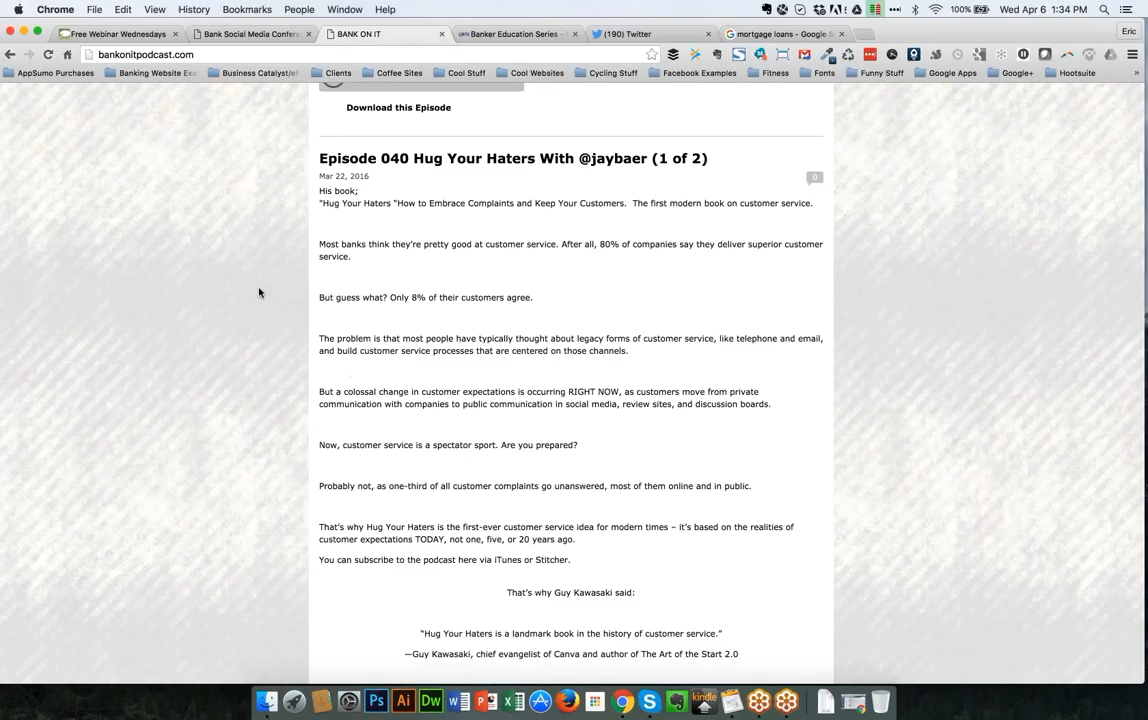 Chrome File Edit View History Bookmarks People Window Help 100% Wed Apr 6 1:34 PM
Free Webinar Wednesdays Bank Social Media Confere BANK ON IT Banker Education Series - (190) Twitter mortgage loans - Google S Eric
bankonitpodcast.com
AppSumo Purchases Banking Website Exa Business Catalyst/eF Clients Coffee Sites Cool Stuff Cool Websites Cycling Stuff Facebook Examples Fitness Fonts Funny Stuff Google Apps Google+ Hootsuite »
Download this Episode
Episode 040 Hug Your Haters With @jaybaer (1 of 2)
Mar 22, 2016
0
His book;
"Hug Your Haters "How to Embrace Complaints and Keep Your Customers. The first modern book on customer service.
Most banks think they're pretty good at customer service. After all, 80% of companies say they deliver superior customer
service.
But guess what? Only 8% of their customers agree.
The problem is that most people have typically thought about legacy forms of customer service, like telephone and email,
and build customer service processes that are centered on those channels.
But a colossal change in customer expectations is occurring RIGHT NOW, as customers move from private
communication with companies to public communication in social media, review sites, and discussion boards.
Now, customer service is a spectator sport. Are you prepared?
Probably not, as one-third of all customer complaints go unanswered, most of them online and in public.
That's why Hug Your Haters is the first-ever customer service idea for modern times – it's based on the realities of
customer expectations TODAY, not one, five, or 20 years ago.
You can subscribe to the podcast here via iTunes or Stitcher.
That's why Guy Kawasaki said:
"Hug Your Haters is a landmark book in the history of customer service."
—Guy Kawasaki, chief evangelist of Canva and author of The Art of the Start 2.0
Ps Ai Dw kindle